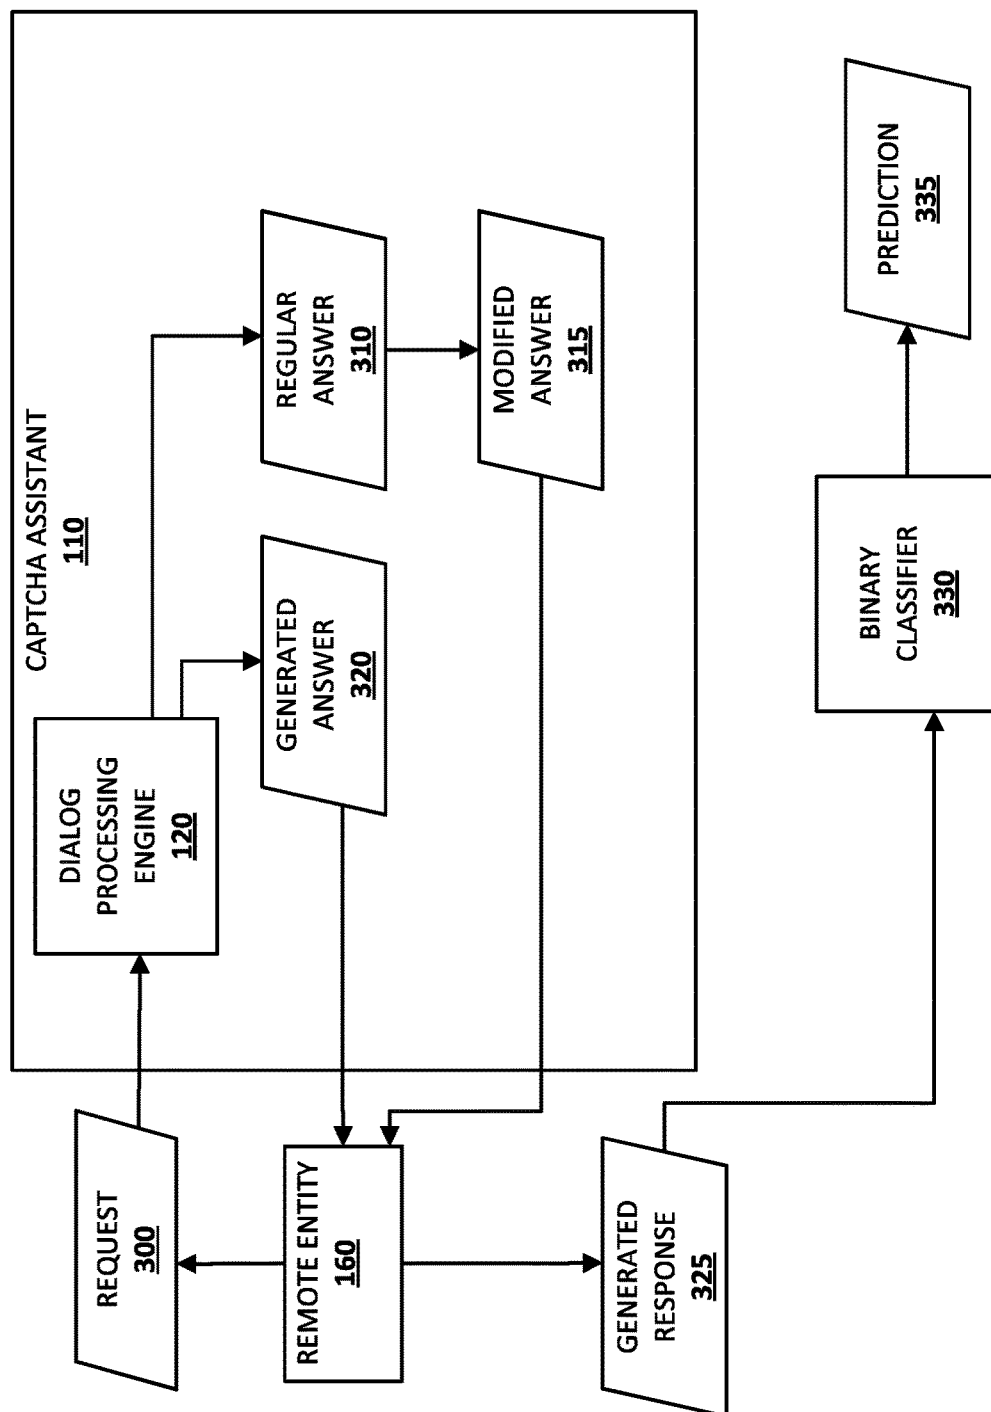 CAPTCHA ASSISTANT
110
REQUEST
300
DIALOG
PROCESSING
ENGINE
120
REMOTE ENTITY
160
GENERATED
ANSWER
320
REGULAR
ANSWER
310
MODIFIED
ANSWER
315
GENERATED
RESPONSE
325
BINARY
CLASSIFIER
330
PREDICTION
335